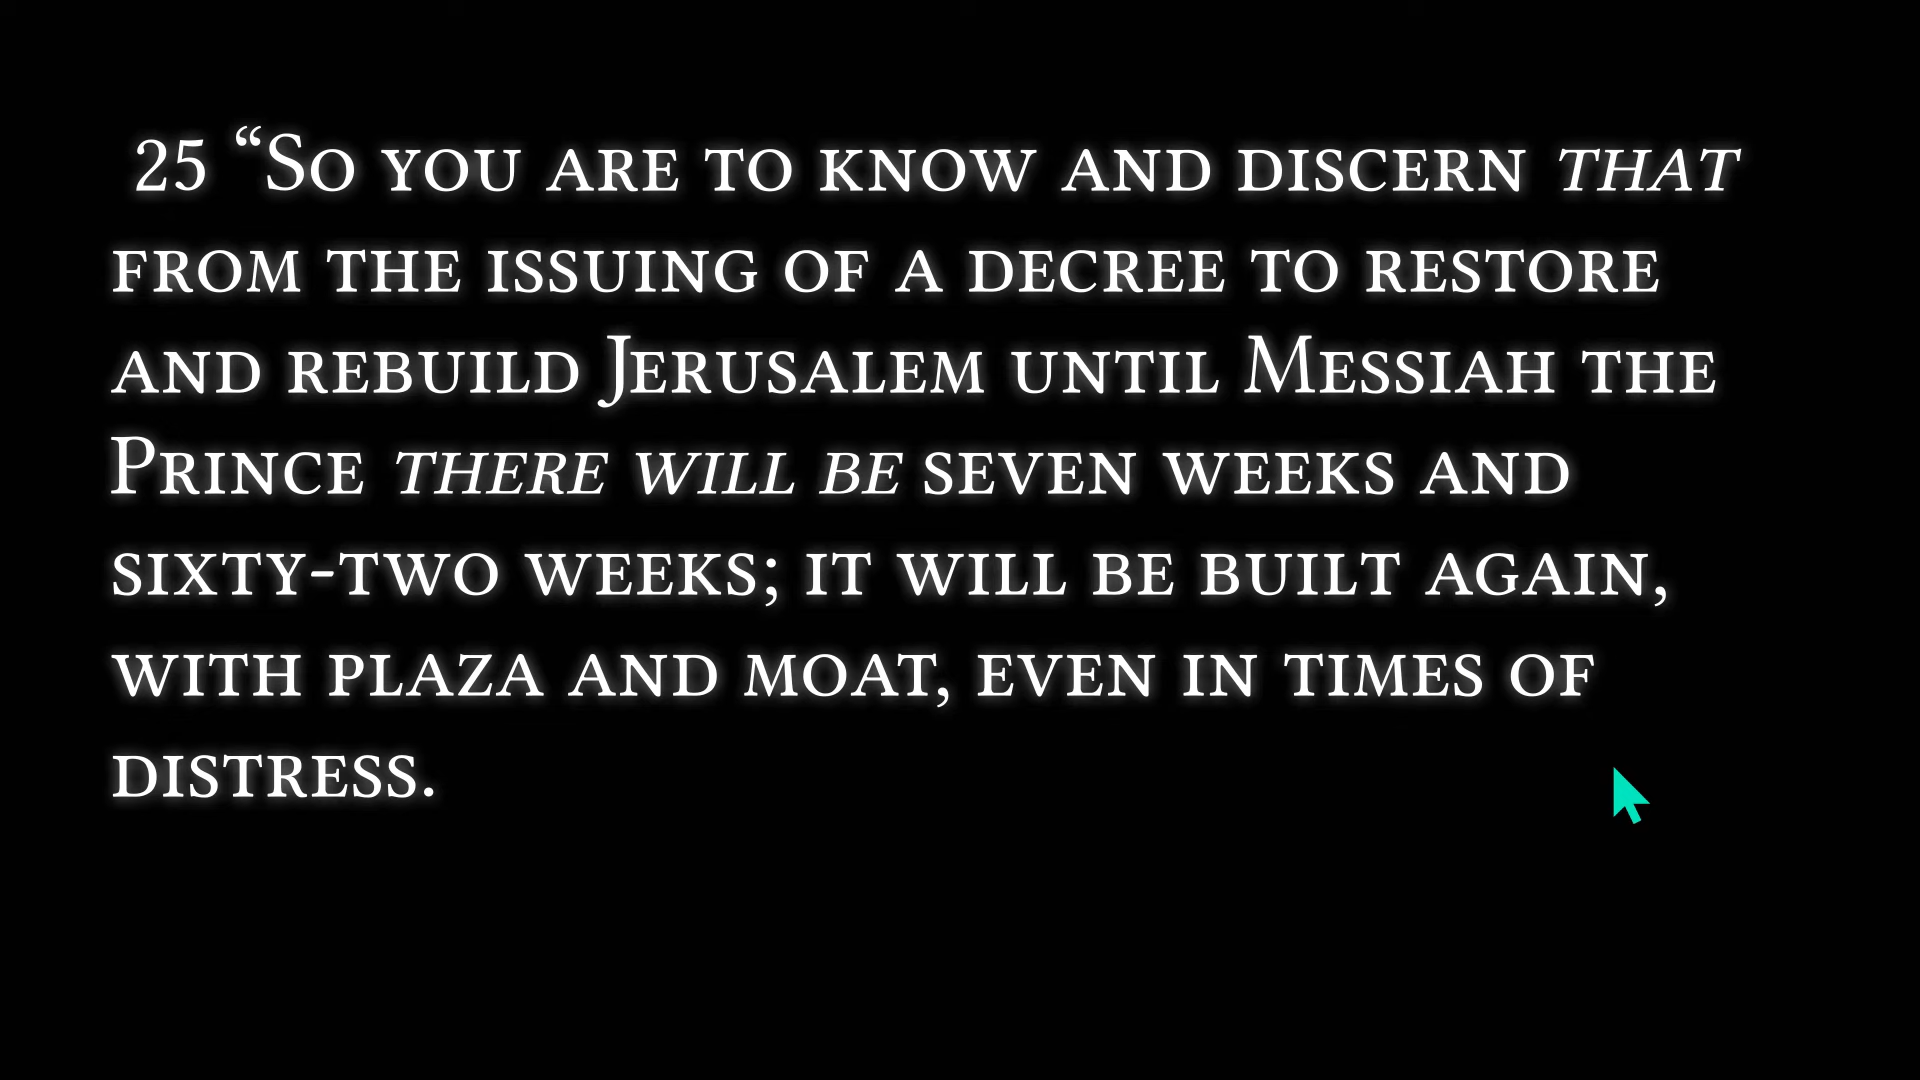 25 “So you are to know and discern that
from the issuing of a decree to restore
and rebuild Jerusalem until Messiah the
Prince there will be seven weeks and
sixty-two weeks; it will be built again,
with plaza and moat, even in times of
distress.